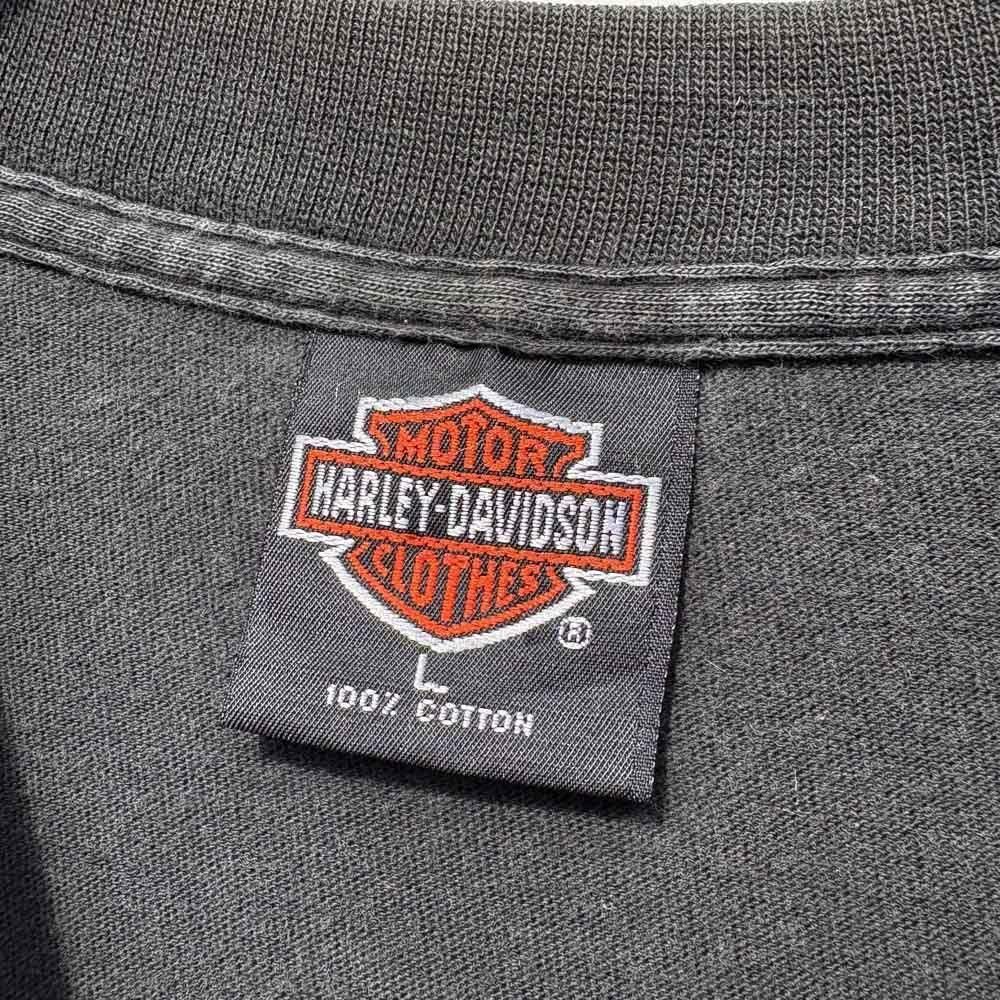 MOTOR
HARLEY-DAVIDSON
CLOTHES
®
L
100% COTTON